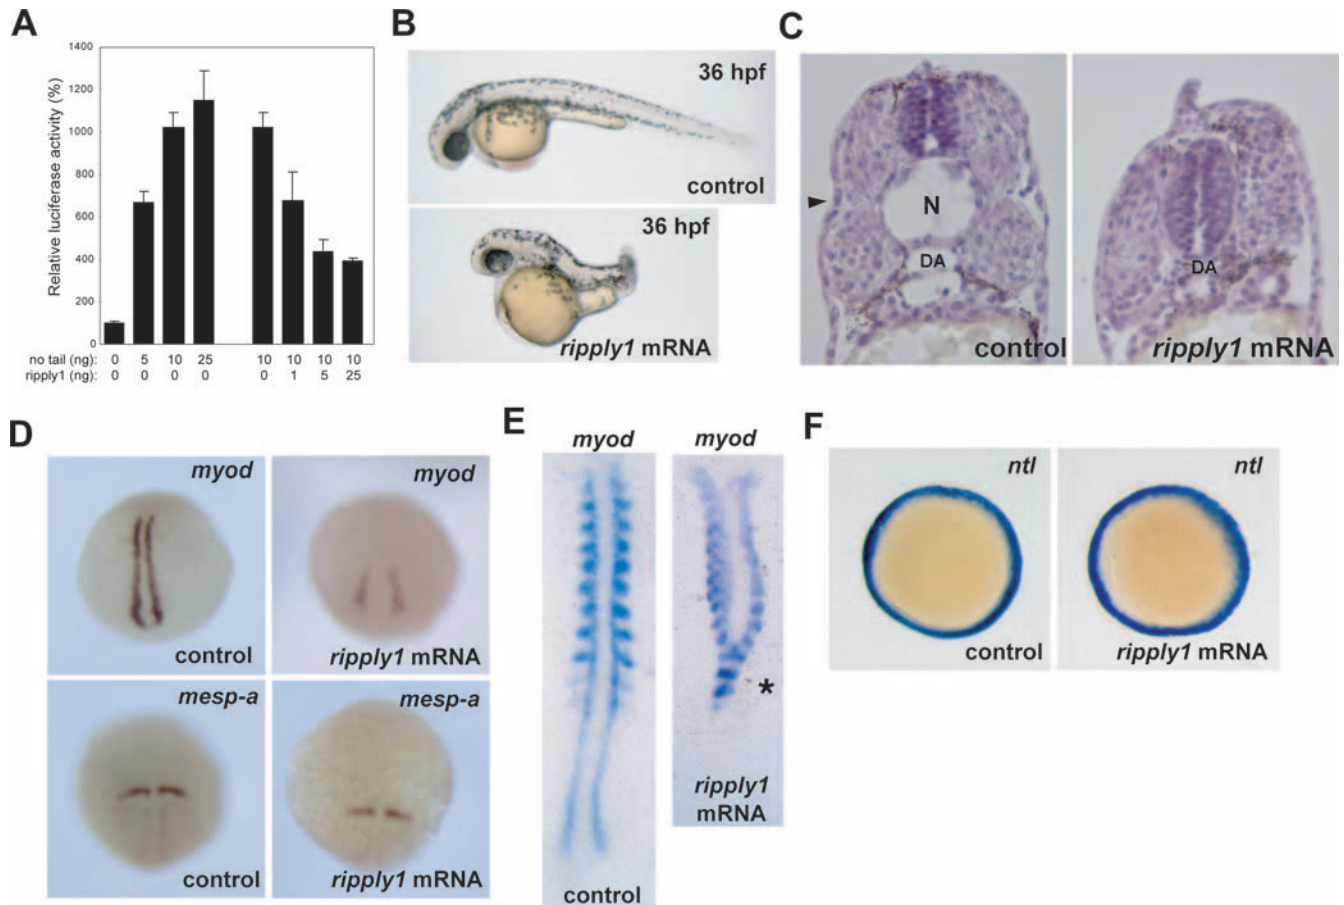 A
Relative luciferase activity (%)
1400
1200
1000
800
600
400
200
0
no tail (ng): 0 5 10 25 10 10 10 10
ripply1 (ng): 0 0 0 0 0 1 5 25
B
36 hpf
control
36 hpf
ripply1 mRNA
C
N
DA
control
DA
ripply1 mRNA
D
myod
control
myod
ripply1 mRNA
mesp-a
control
mesp-a
ripply1 mRNA
E
myod
control
myod
*
ripply1
mRNA
F
ntl
control
ntl
ripply1 mRNA